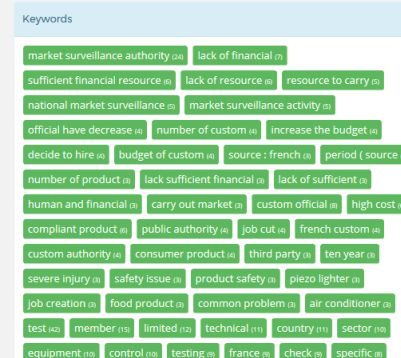 Keywords
market surveillance authority (24) lack of financial (7)
sufficient financial resource (6) lack of resource (6) resource to carry (5)
national market surveillance (5) market surveillance activity (5)
official have decrease (4) number of custom (4) increase the budget (4)
decide to hire (4) budget of custom (4) source : french (3) period ( source
number of product (3) lack sufficient financial (3) lack of sufficient (3)
human and financial (3) carry out market (3) custom official (8) high cost
compliant product (6) public authority (4) job cut (4) french custom (4)
custom authority (4) consumer product (4) third party (3) ten year (3)
severe injury (3) safety issue (3) product safety (3) piezo lighter (3)
job creation (3) food product (3) common problem (3) air conditioner (3)
test (42) member (15) limited (12) technical (11) country (11) sector (10)
equipment (10) control (10) testing (9) france (9) check (9) specific (8)